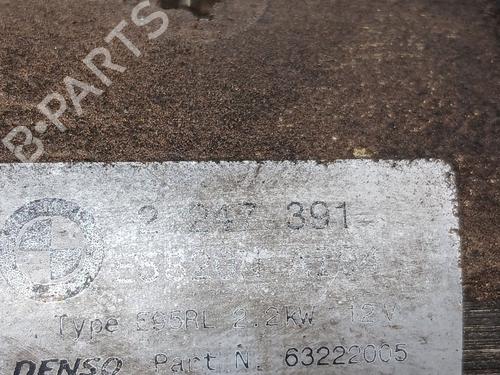 B-PARTS
2 247 391
Type S95RL 2.2kw 12V
DENSO Part N. 63222005